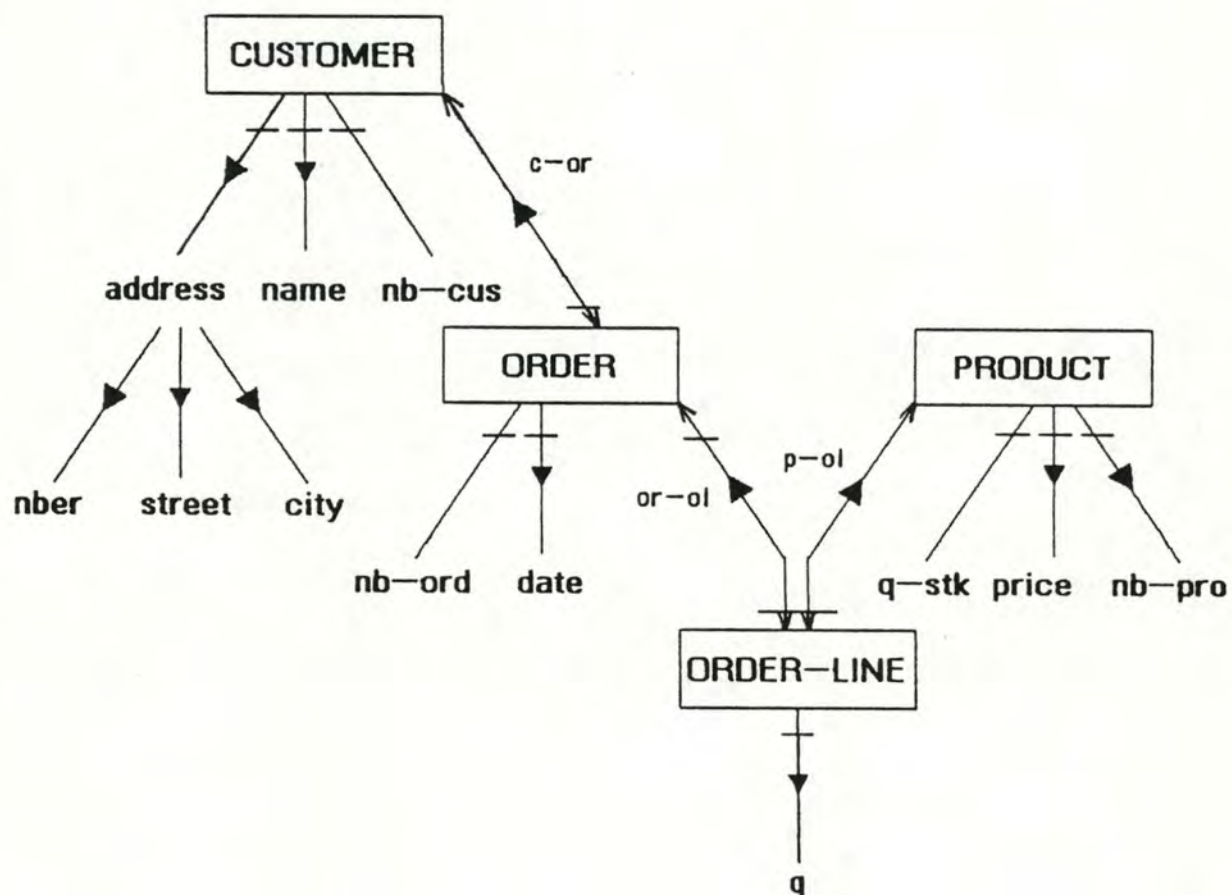 CUSTOMER
c-or
address name nb-cus
ORDER
PRODUCT
p-ol
or-ol
nber street city
nb-ord date
q-stk price nb-pro
ORDER-LINE
q